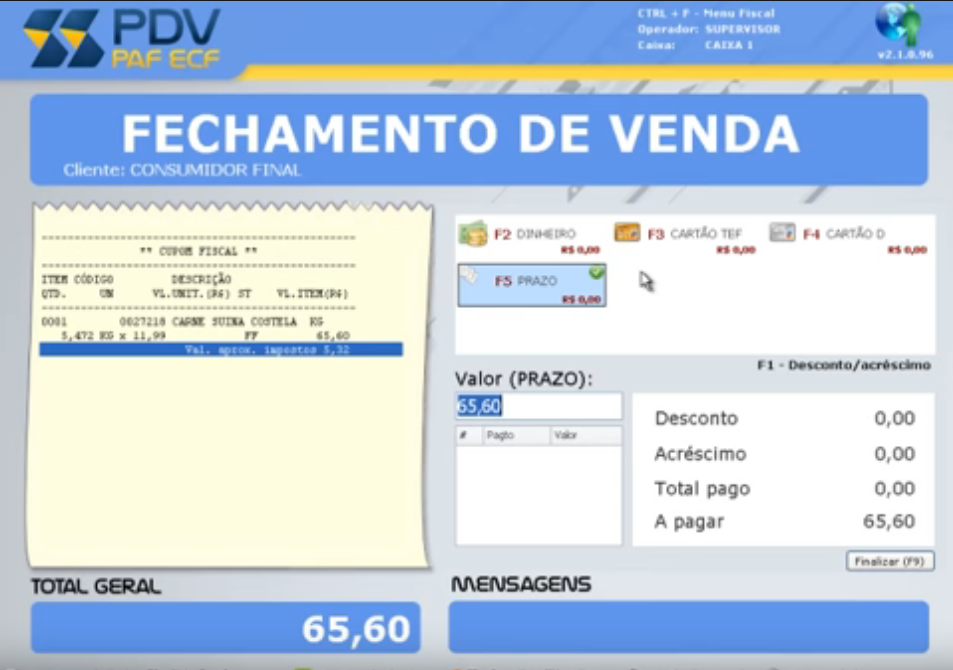 PDV
PAF ECF
CTRL + F - Menu Fiscal
Operador: SUPERVISOR
Caixa: CAIXA 1
v2.1.0.96
FECHAMENTO DE VENDA
Cliente: CONSUMIDOR FINAL
** CUPOM FISCAL **
ITEM CÓDIGO DESCRIÇÃO
QTD. UN VL.UNIT.(R$) ST VL.ITEM(R$)
0001 0027218 CARNE SUINA COSTELA KG
5,472 KG x 11,99 FF 65,60
Val. aprox. impostos 5,32
F2 DINHEIRO
R$ 0,00
F3 CARTÃO TEF
R$ 0,00
F4 CARTÃO D
R$ 0,00
F5 PRAZO
R$ 0,00
F1 - Desconto/acréscimo
Valor (PRAZO):
65,60
# Pagto Valor
Desconto 0,00
Acréscimo 0,00
Total pago 0,00
A pagar 65,60
Finalizar (F9)
TOTAL GERAL
65,60
MENSAGENS